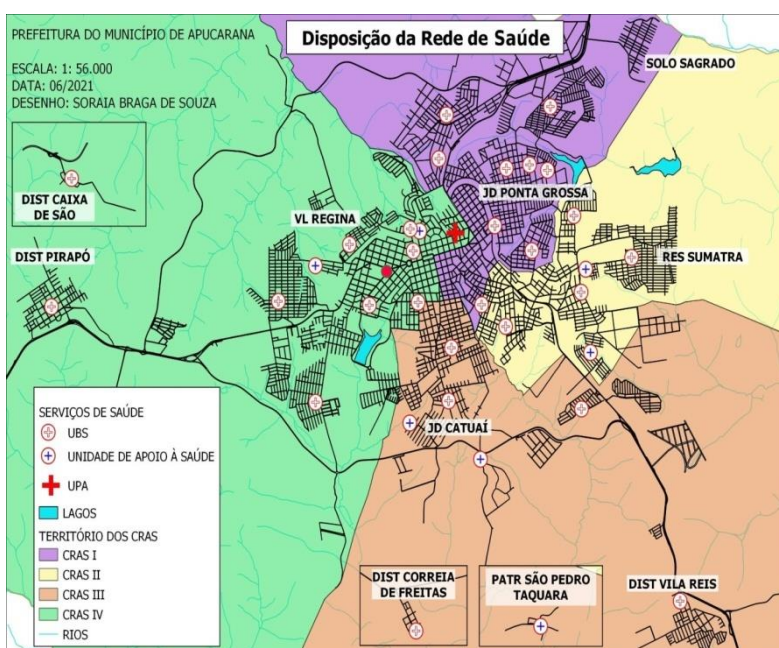 PREFEITURA DO MUNICÍPIO DE APUCARANA
Disposição da Rede de Saúde
ESCALA: 1: 56.000
DATA: 06/2021
DESENHO: SORAIA BRAGA DE SOUZA
SOLO SAGRADO
DIST CAIXA
DE SÃO
JD PONTA GROSSA
VL REGINA
DIST PIRAPÓ
RES SUMATRA
JD CATUAÍ
SERVIÇOS DE SAÚDE
UBS
UNIDADE DE APOIO À SAÚDE
UPA
LAGOS
TERRITÓRIO DOS CRAS
CRAS I
CRAS II
CRAS III
CRAS IV
RIOS
DIST CORREIA
DE FREITAS
PATR SÃO PEDRO
TAQUARA
DIST VILA REIS